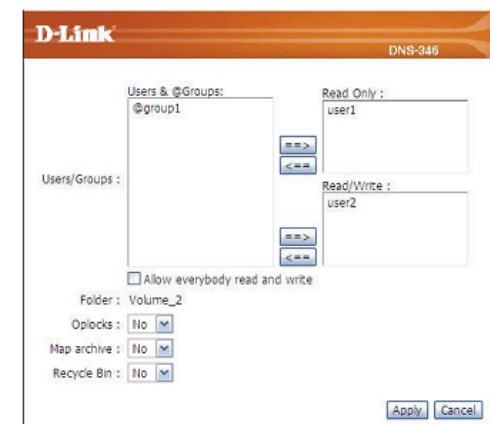 D-Link
DNS-346
Users & @Groups:
@group1
Read Only :
user1
==>
<==
Users/Groups :
Read/Write :
user2
==>
<==
Allow everybody read and write
Folder : Volume_2
Oplocks : No
Map archive : No
Recycle Bin : No
Apply Cancel